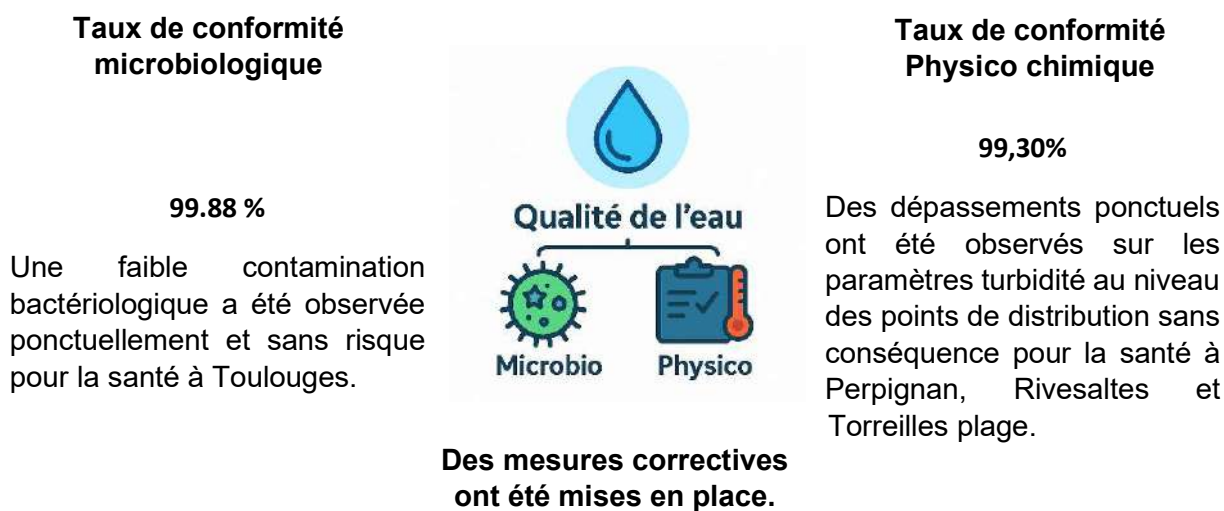 Taux de conformité
microbiologique
99.88 %
Une faible contamination
bactériologique a été observée
ponctuellement et sans risque
pour la santé à Toulouges.
Qualité de l'eau
Microbio
Physico
Des mesures correctives
ont été mises en place.
Taux de conformité
Physico chimique
99,30%
Des dépassements ponctuels
ont été observés sur les
paramètres turbidité au niveau
des points de distribution sans
conséquence pour la santé à
Perpignan, Rivesaltes et
Torreilles plage.